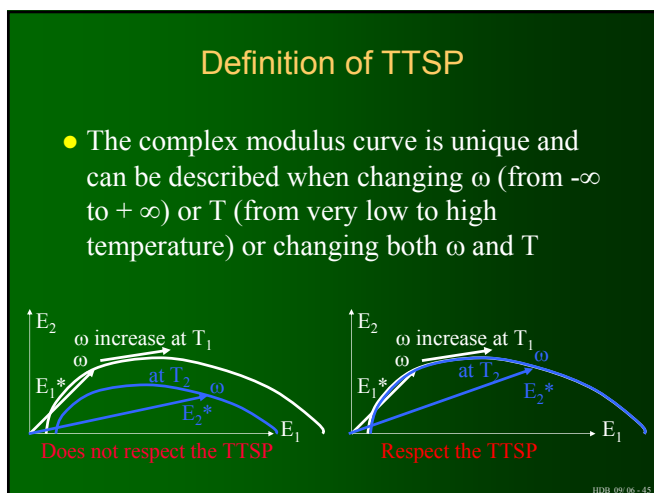 Definition of TTSP
● The complex modulus curve is unique and
can be described when changing ω (from -∞
to + ∞) or T (from very low to high
temperature) or changing both ω and T
E₂
ω increase at T₁
ω
E₁*
at T₂
ω
E₂*
E₁
Does not respect the TTSP
E₂
ω increase at T₁
ω
E₁*
at T₂
ω
E₂*
E₁
Respect the TTSP
HDB 09/06 - 45